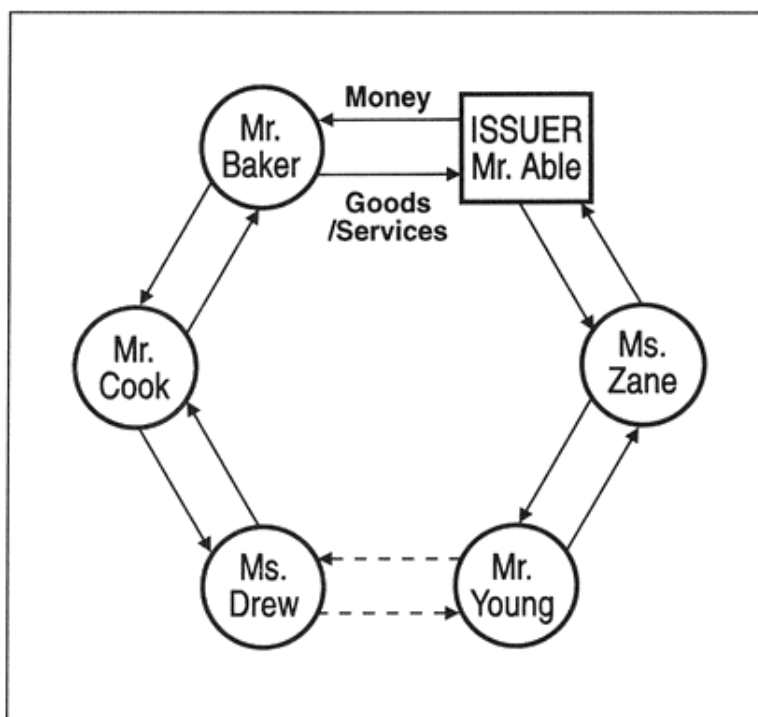 Money
Mr.
Baker
ISSUER
Mr. Able
Goods
/Services
Mr.
Cook
Ms.
Zane
Ms.
Drew
Mr.
Young